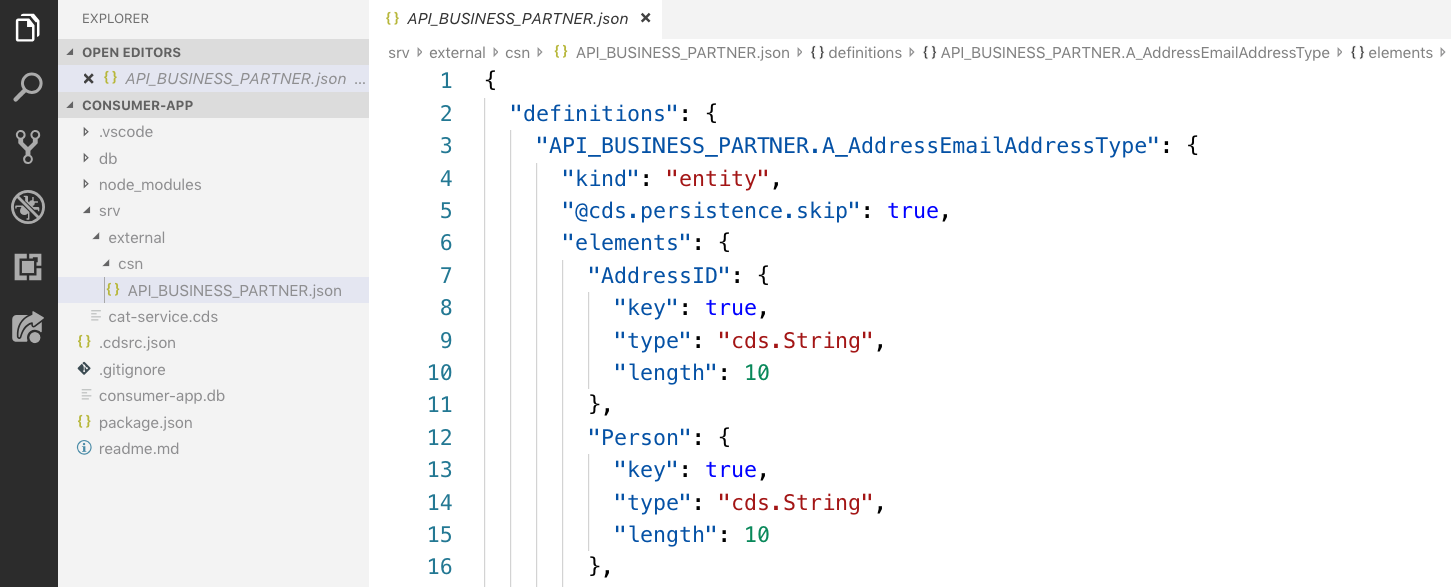 EXPLORER
OPEN EDITORS
API_BUSINESS_PARTNER.json ...
CONSUMER-APP
.vscode
db
node_modules
srv
external
csn
{} API_BUSINESS_PARTNER.json
cat-service.cds
{} .cdsrc.json
.gitignore
consumer-app.db
{} package.json
readme.md
{} API_BUSINESS_PARTNER.json
srv external csn {} API_BUSINESS_PARTNER.json {} definitions {} API_BUSINESS_PARTNER.A_AddressEmailAddressType {} elements
1 {
2 "definitions": {
3 "API_BUSINESS_PARTNER.A_AddressEmailAddressType": {
4 "kind": "entity",
5 "@cds.persistence.skip": true,
6 "elements": {
7 "AddressID": {
8 "key": true,
9 "type": "cds.String",
10 "length": 10
11 },
12 "Person": {
13 "key": true,
14 "type": "cds.String",
15 "length": 10
16 },